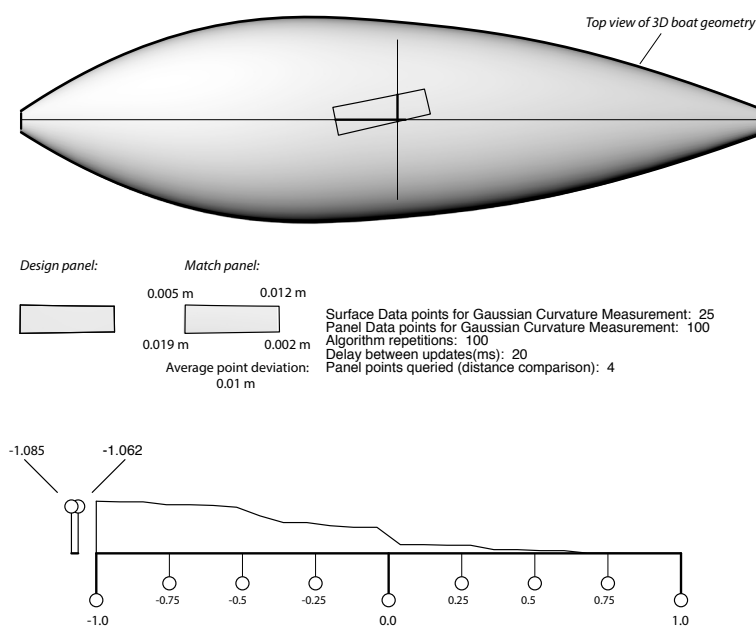 Top view of 3D boat geometry
Design panel:
Match panel:
0.005 m
0.012 m
0.019 m
0.002 m
Average point deviation:
0.01 m
Surface Data points for Gaussian Curvature Measurement: 25
Panel Data points for Gaussian Curvature Measurement: 100
Algorithm repetitions: 100
Delay between updates(ms): 20
Panel points queried (distance comparison): 4
-1.085
-1.062
-0.75
-0.5
-0.25
0.25
0.5
0.75
-1.0
0.0
1.0